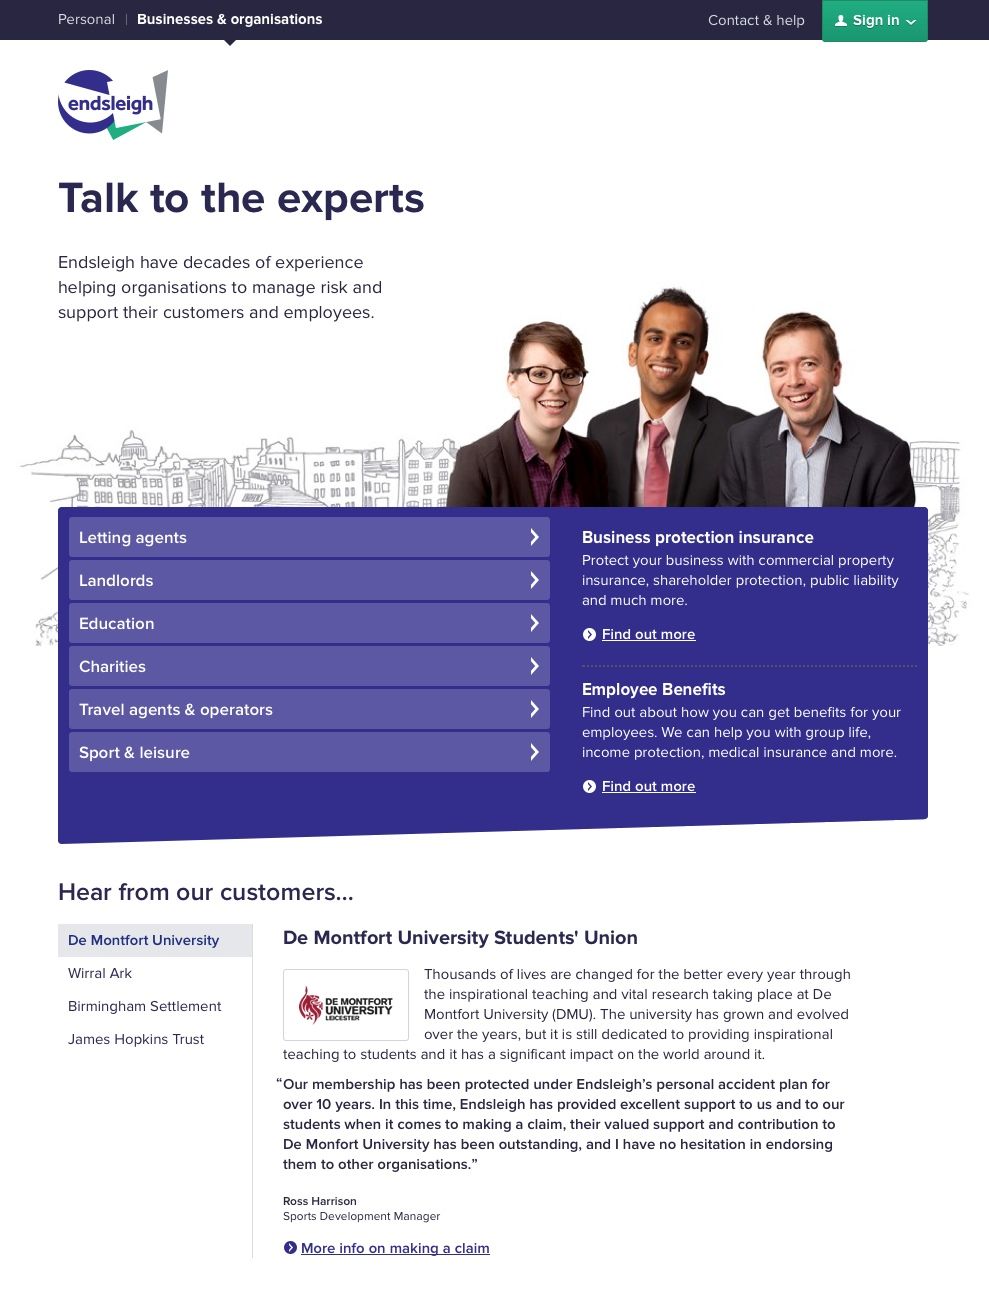 Personal | Businesses & organisations
Contact & help
Sign in
endsleigh
Talk to the experts
Endsleigh have decades of experience
helping organisations to manage risk and
support their customers and employees.
Letting agents
Landlords
Education
Charities
Travel agents & operators
Sport & leisure
Business protection insurance
Protect your business with commercial property
insurance, shareholder protection, public liability
and much more.
Find out more
Employee Benefits
Find out about how you can get benefits for your
employees. We can help you with group life,
income protection, medical insurance and more.
Find out more
Hear from our customers...
De Montfort University
Wirral Ark
Birmingham Settlement
James Hopkins Trust
De Montfort University Students' Union
DE MONTFORT
UNIVERSITY
LEICESTER
Thousands of lives are changed for the better every year through
the inspirational teaching and vital research taking place at De
Montfort University (DMU). The university has grown and evolved
over the years, but it is still dedicated to providing inspirational
teaching to students and it has a significant impact on the world around it.
“Our membership has been protected under Endsleigh’s personal accident plan for
over 10 years. In this time, Endsleigh has provided excellent support to us and to our
students when it comes to making a claim, their valued support and contribution to
De Monfort University has been outstanding, and I have no hesitation in endorsing
them to other organisations.”
Ross Harrison
Sports Development Manager
More info on making a claim